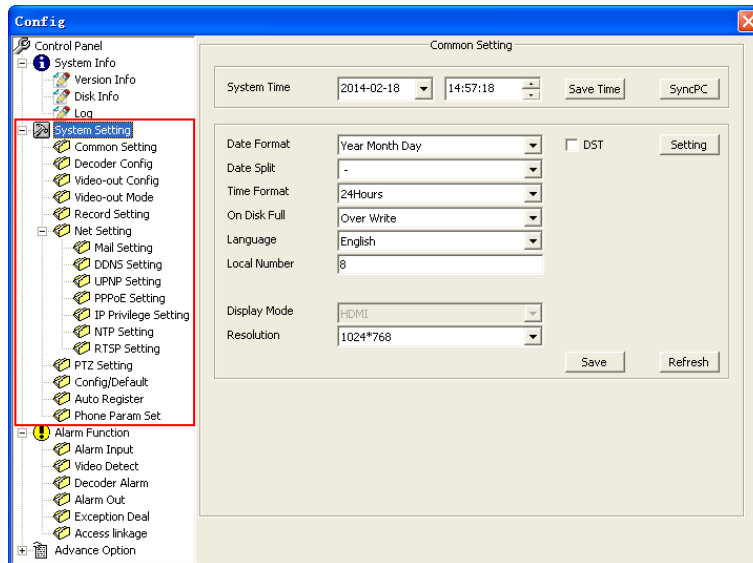 Config
Control Panel
System Info
Version Info
Disk Info
Log
System Setting
Common Setting
Decoder Config
Video-out Config
Video-out Mode
Record Setting
Net Setting
Mail Setting
DDNS Setting
UPNP Setting
PPPoE Setting
IP Privilege Setting
NTP Setting
RTSP Setting
PTZ Setting
Config/Default
Auto Register
Phone Param Set
Alarm Function
Alarm Input
Video Detect
Decoder Alarm
Alarm Out
Exception Deal
Access linkage
Advance Option
Common Setting
System Time 2014-02-18 14:57:18 Save Time SyncPC
Date Format Year Month Day DST Setting
Date Split -
Time Format 24Hours
On Disk Full Over Write
Language English
Local Number 8
Display Mode HDMI
Resolution 1024*768
Save Refresh